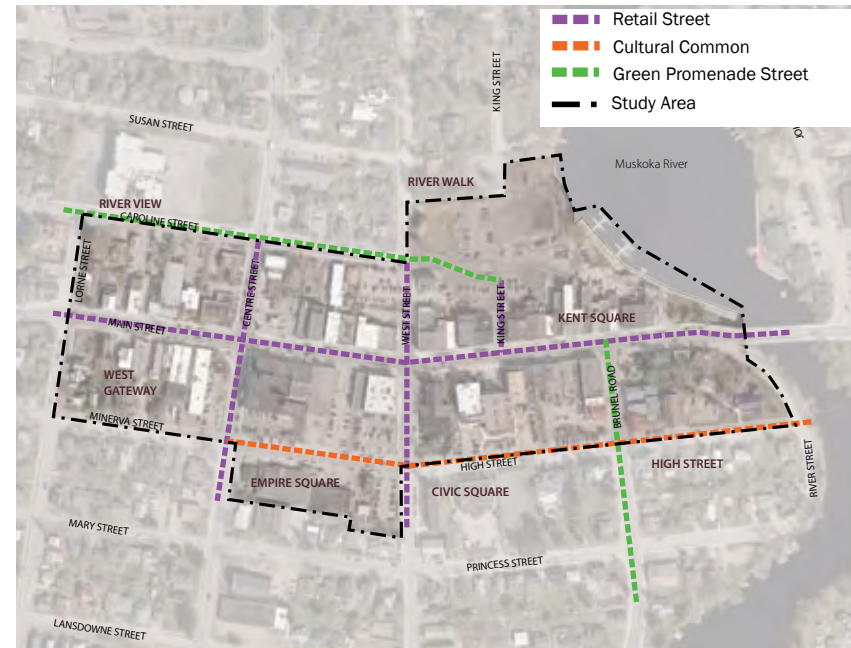 Retail Street
Cultural Common
Green Promenade Street
Study Area
KING STREET
SUSAN STREET
Muskoka River
RIVER WALK
RIVER VIEW
CAROLINE STREET
LORNE STREET
CENTRE STREET
WEST STREET
KING STREET
KENT SQUARE
MAIN STREET
WEST
GATEWAY
BRUNEL ROAD
MINERVA STREET
HIGH STREET
HIGH STREET
RIVER STREET
EMPIRE SQUARE
CIVIC SQUARE
MARY STREET
PRINCESS STREET
LANSDOWNE STREET